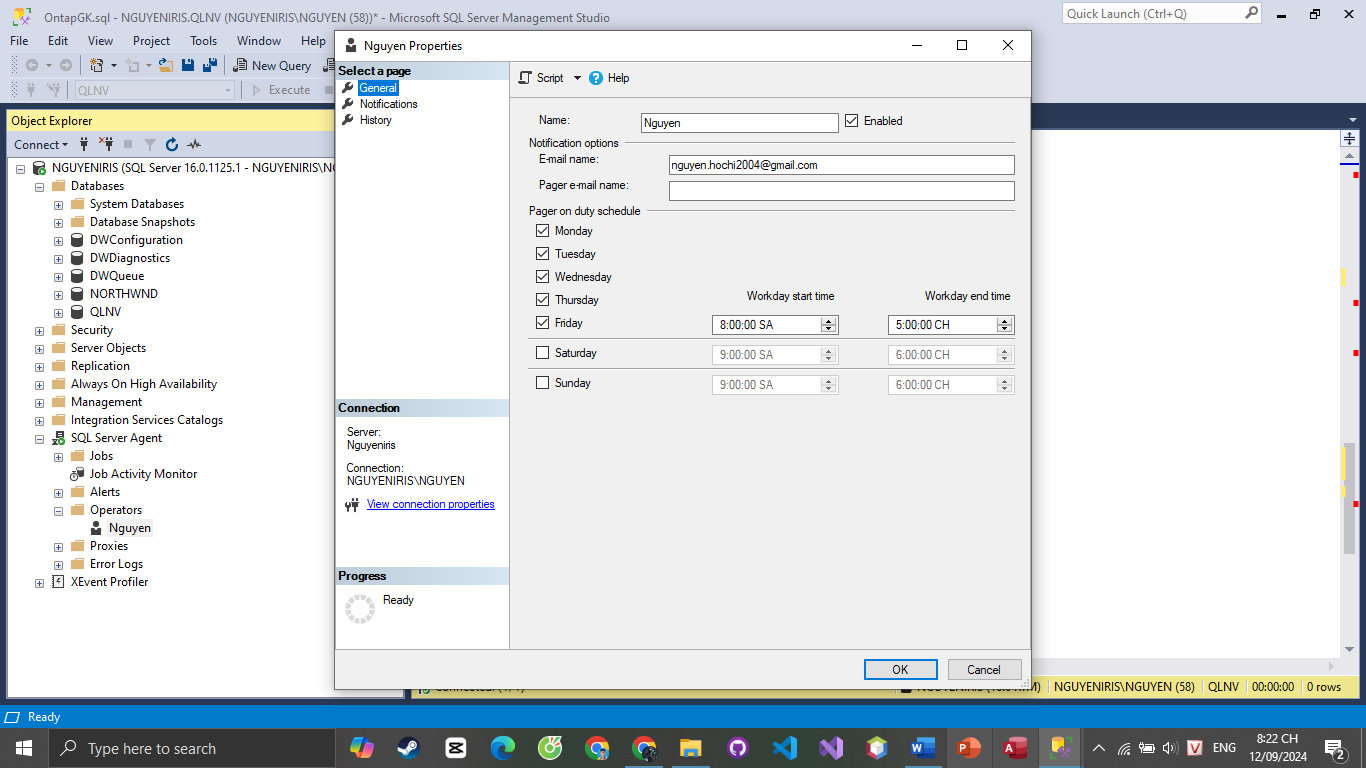 OntapGK.sql - NGUYENIRIS.QLNV (NGUYENIRIS\NGUYEN (58))* - Microsoft SQL Server Management Studio
Quick Launch (Ctrl+Q)
File Edit View Project Tools Window Help
New Query
QLNV Execute
Object Explorer
Connect
NGUYENIRIS (SQL Server 16.0.1125.1 - NGUYENIRIS\
Databases
System Databases
Database Snapshots
DWConfiguration
DWDiagnostics
DWQueue
NORTHWND
QLNV
Security
Server Objects
Replication
Always On High Availability
Management
Integration Services Catalogs
SQL Server Agent
Jobs
Job Activity Monitor
Alerts
Operators
Nguyen
Proxies
Error Logs
XEvent Profiler
Nguyen Properties
Select a page
General
Notifications
History
Connection
Server:
Nguyeniris
Connection:
NGUYENIRIS\NGUYEN
View connection properties
Progress
Ready
Script Help
Name: Nguyen Enabled
Notification options
E-mail name: nguyen.hochi2004@gmail.com
Pager e-mail name:
Pager on duty schedule
Monday
Tuesday
Wednesday
Thursday Workday start time Workday end time
Friday 8:00:00 SA 5:00:00 CH
Saturday 9:00:00 SA 6:00:00 CH
Sunday 9:00:00 SA 6:00:00 CH
OK Cancel
NGUYENIRIS\NGUYEN (58) QLNV 00:00:00 0 rows
Ready
Type here to search
ENG
8:22 CH
12/09/2024
2